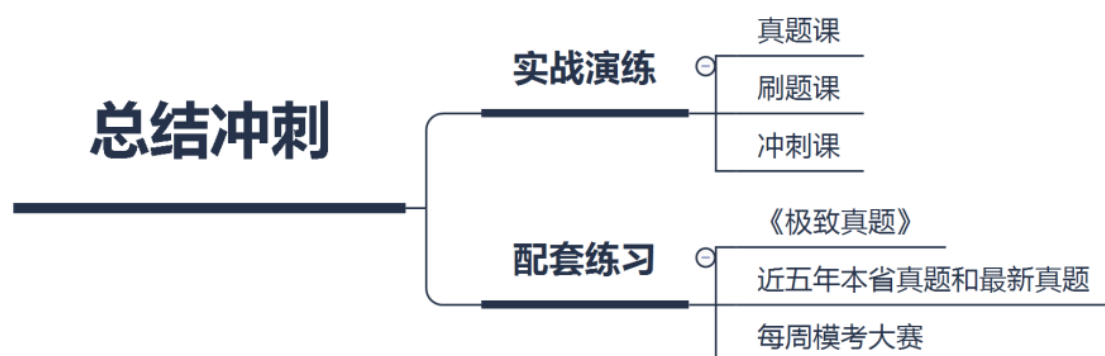 总结冲刺
实战演练
真题课
刷题课
冲刺课
配套练习
《极致真题》
近五年本省真题和最新真题
每周模考大赛